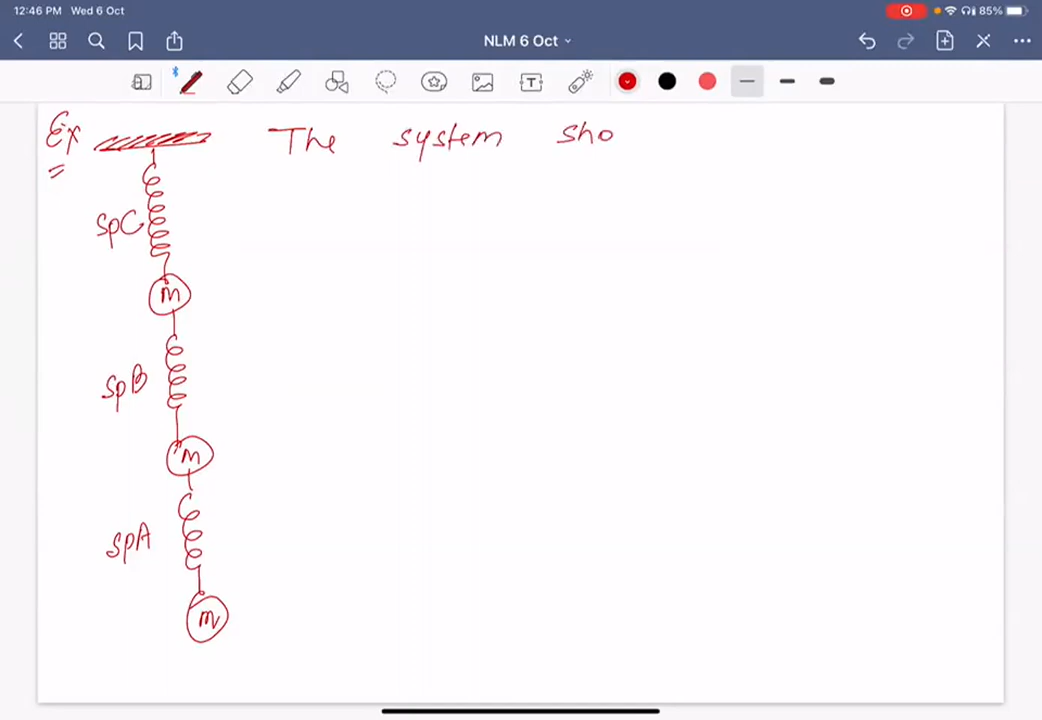 12:46 PM Wed 6 Oct 85%
NLM 6 Oct
T
Ex The system sho
SpC
m
SpB
m
SpA
m